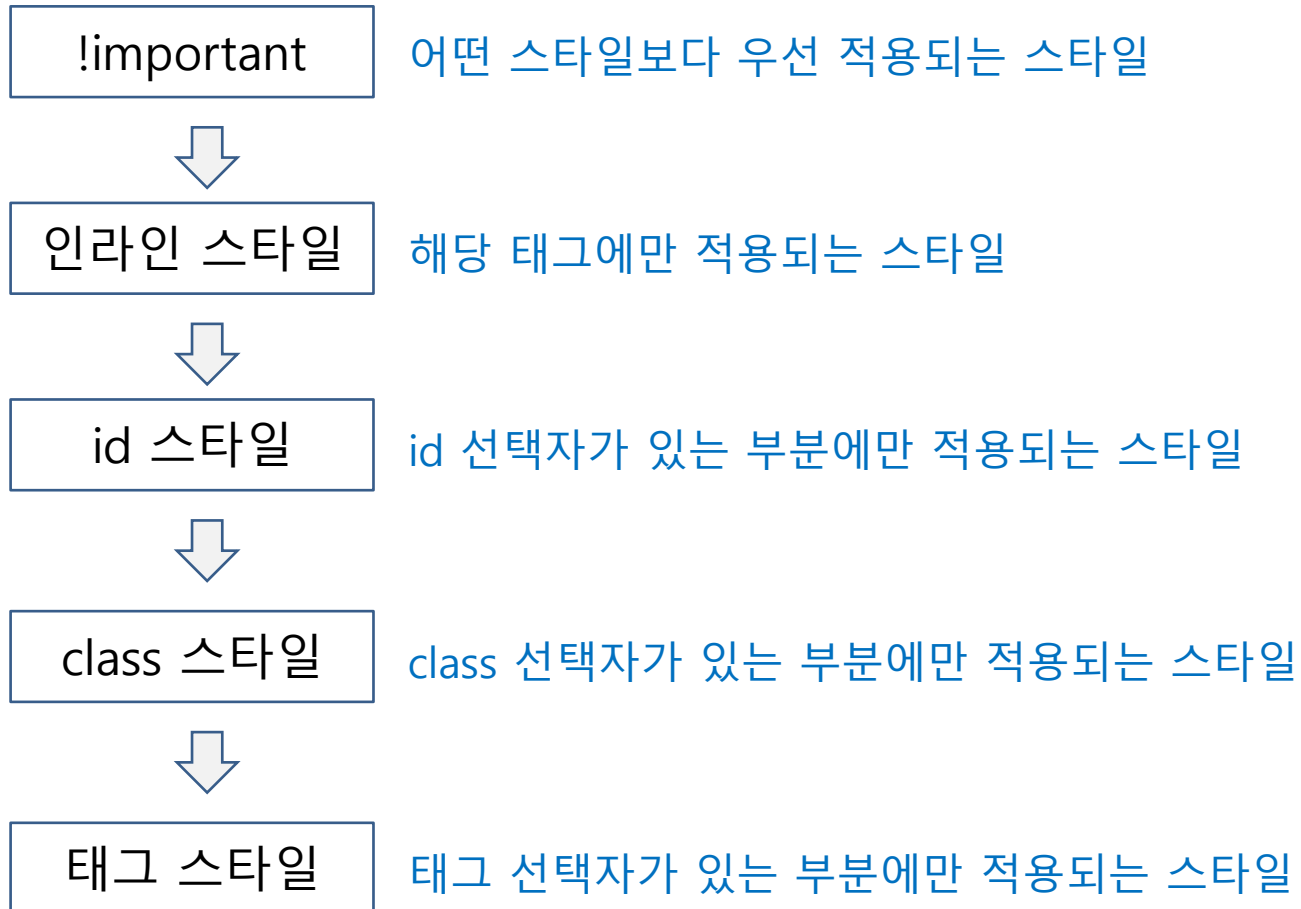 !important
어떤 스타일보다 우선 적용되는 스타일
인라인 스타일
해당 태그에만 적용되는 스타일
id 스타일
id 선택자가 있는 부분에만 적용되는 스타일
class 스타일
class 선택자가 있는 부분에만 적용되는 스타일
태그 스타일
태그 선택자가 있는 부분에만 적용되는 스타일